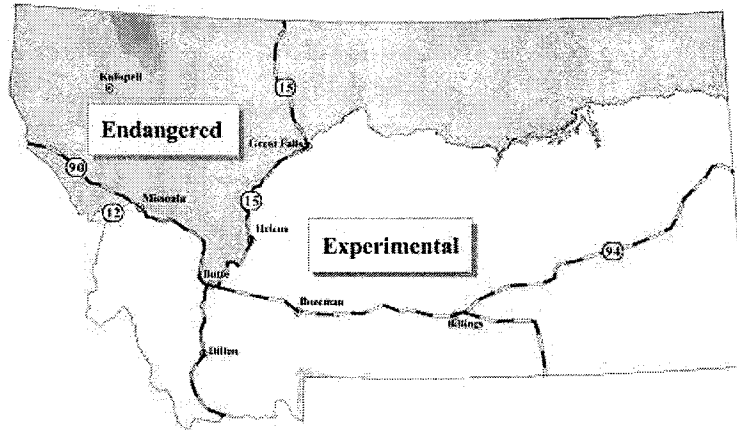 Kalispell
15
Endangered
Great Falls
90
Missoula
12
15
Helena
Experimental
94
Butte
Bozeman
Billings
Dillon